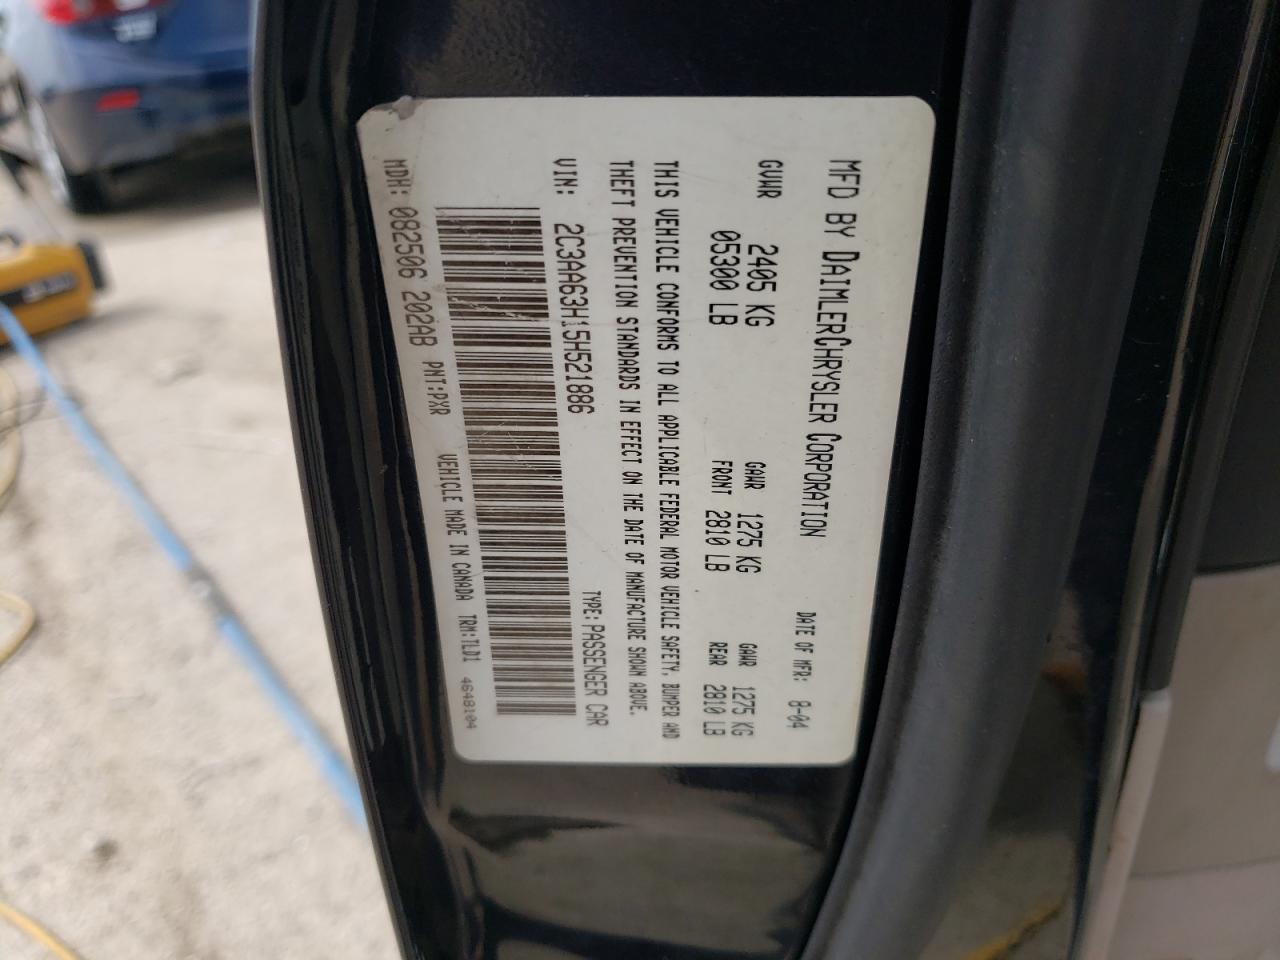 MFD BY DAIMLERCHRYSLER CORPORATION DATE OF MFR: 8-04
GVWR 2405 KG GAWR 1275 KG GAWR 1275 KG
05300 LB FRONT 2810 LB REAR 2810 LB
THIS VEHICLE CONFORMS TO ALL APPLICABLE FEDERAL MOTOR VEHICLE SAFETY, BUMPER AND
THEFT PREVENTION STANDARDS IN EFFECT ON THE DATE OF MANUFACTURE SHOWN ABOVE.
VIN: 2C3AA63H15H521886 TYPE: PASSENGER CAR
MDH: 082506 202AB PNT: PXR VEHICLE MADE IN CANADA TRM: TLD1 4648104